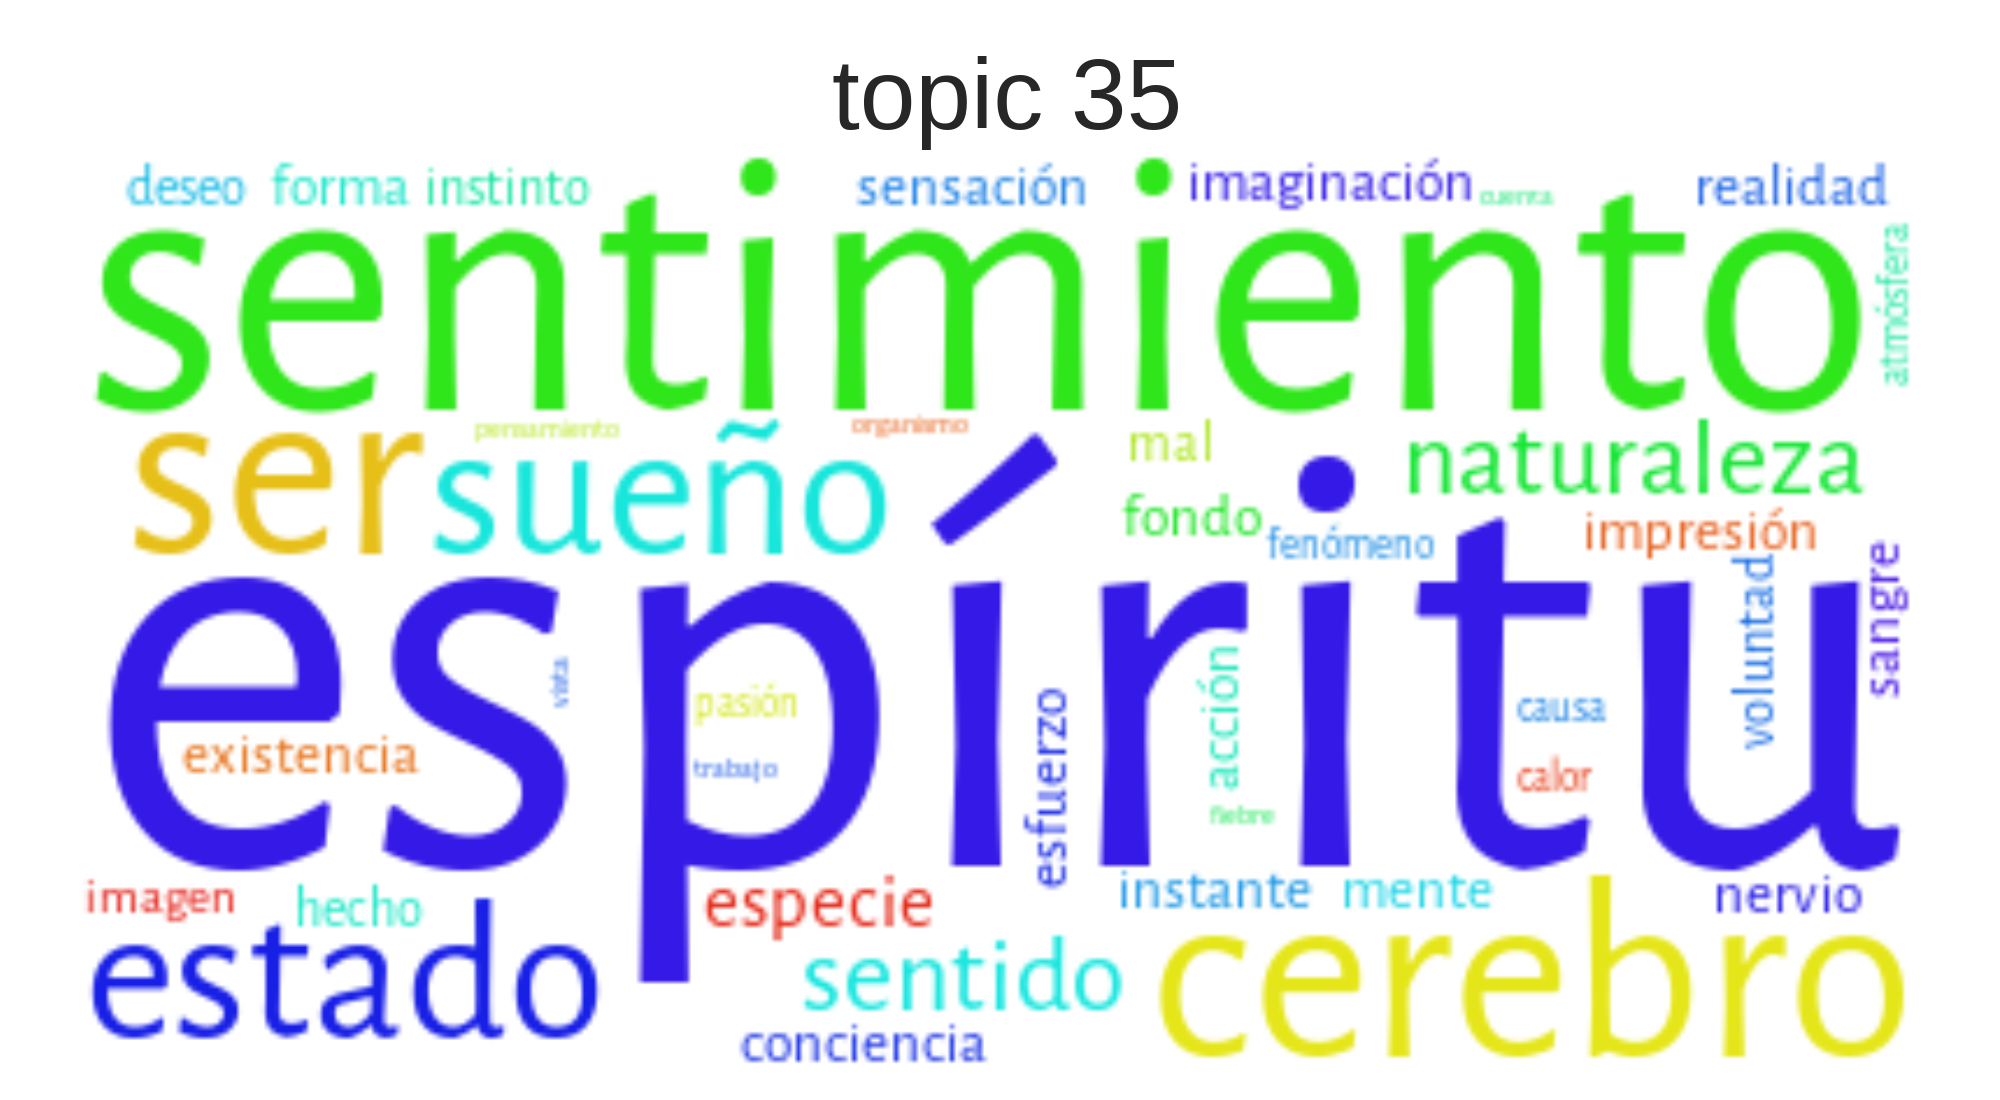 topic 35
deseo forma instinto sensación imaginación cuenta realidad
sentimiento
atmósfera
pensamiento organismo
ser sueño mal naturaleza
fondo fenómeno impresión
espíritu
voluntad
sangre
vista
pasión
existencia
trabajo
esfuerzo
acción
fiebre
causa
calor
imagen hecho especie instante mente nervio
estado sentido cerebro
conciencia